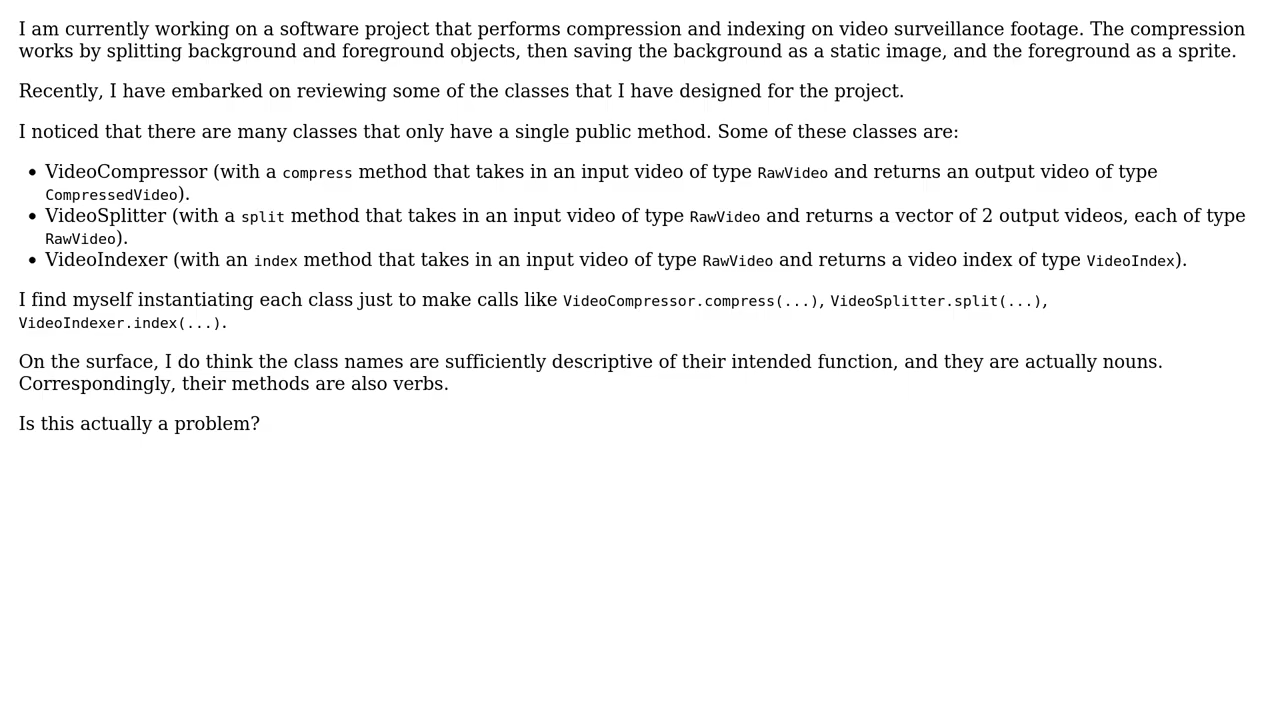 I am currently working on a software project that performs compression and indexing on video surveillance footage. The compression
works by splitting background and foreground objects, then saving the background as a static image, and the foreground as a sprite.
Recently, I have embarked on reviewing some of the classes that I have designed for the project.
I noticed that there are many classes that only have a single public method. Some of these classes are:
• VideoCompressor (with a compress method that takes in an input video of type RawVideo and returns an output video of type
CompressedVideo).
• VideoSplitter (with a split method that takes in an input video of type RawVideo and returns a vector of 2 output videos, each of type
RawVideo).
• VideoIndexer (with an index method that takes in an input video of type RawVideo and returns a video index of type VideoIndex).
I find myself instantiating each class just to make calls like VideoCompressor.compress(...), VideoSplitter.split(...),
VideoIndexer.index(...).
On the surface, I do think the class names are sufficiently descriptive of their intended function, and they are actually nouns.
Correspondingly, their methods are also verbs.
Is this actually a problem?